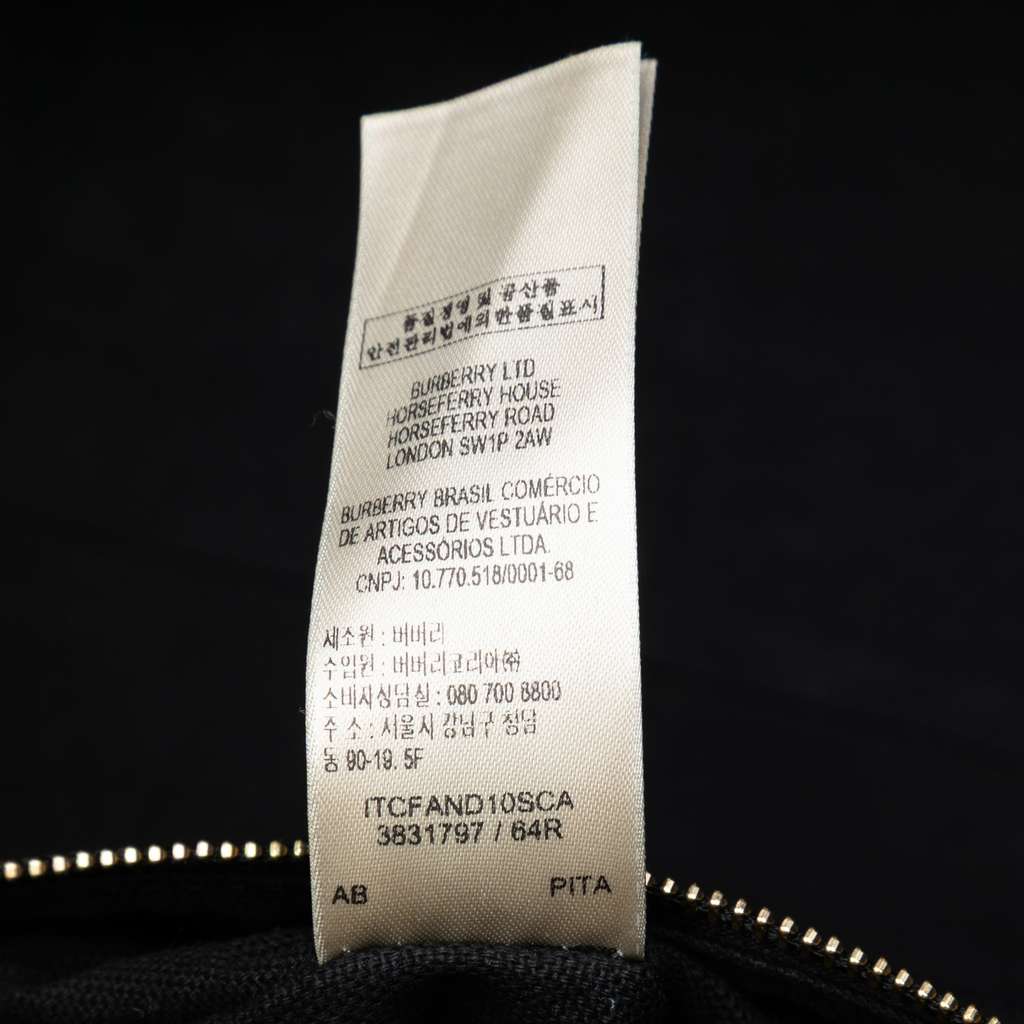 품질경영 및 공산품
안전관리법에의한품질표시
BURBERRY LTD
HORSEFERRY HOUSE
HORSEFERRY ROAD
LONDON SW1P 2AW
BURBERRY BRASIL COMÉRCIO
DE ARTIGOS DE VESTUÁRIO E
ACESSÓRIOS LTDA.
CNPJ: 10.770.518/0001-68
제조원 : 버버리
수입원 : 버버리코리아㈜
소비자상담실 : 080 700 8800
주 소 : 서울시 강남구 청담
동 90-19. 5F
ITCFAND10SCA
3831797 / 64R
AB PITA